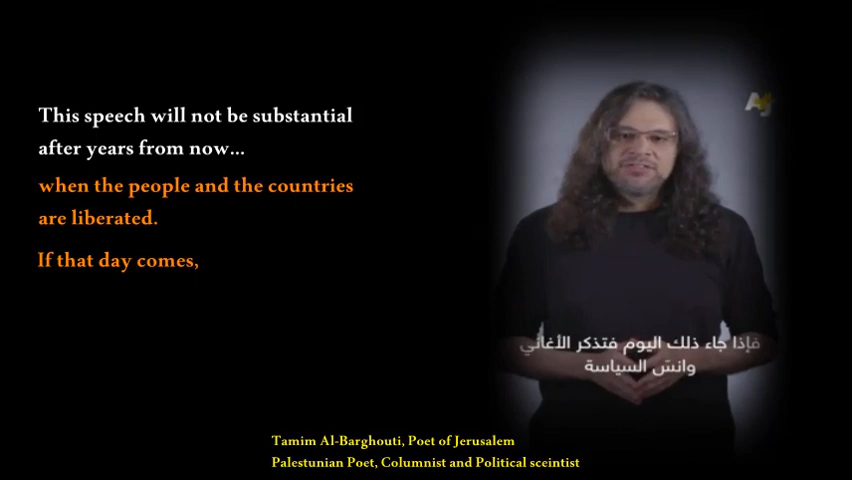 This speech will not be substantial
after years from now...
when the people and the countries
are liberated.
If that day comes,
AJ+
فإذا جاء ذلك اليوم فتذكر الأغاني
وانسَ السياسة
Tamim Al-Barghouti, Poet of Jerusalem
Palestunian Poet, Columnist and Political sceintist